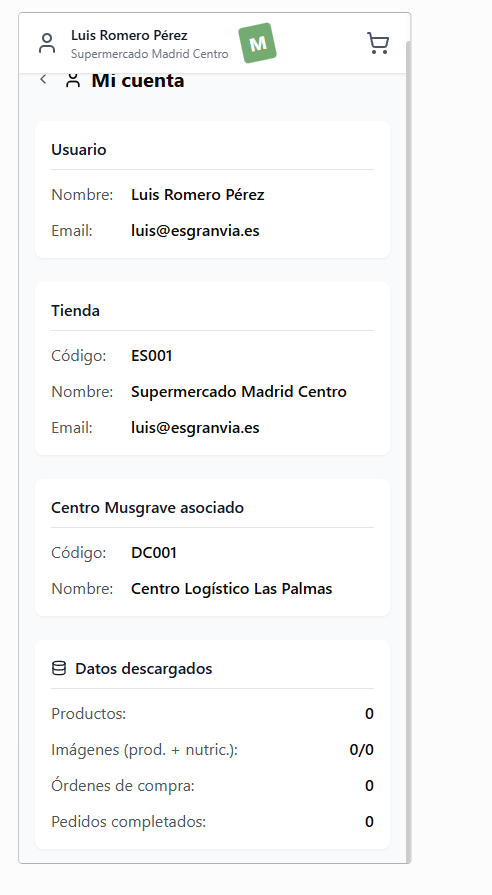 Luis Romero Pérez
Supermercado Madrid Centro
M
Mi cuenta
Usuario
Nombre: Luis Romero Pérez
Email: luis@esgranvia.es
Tienda
Código: ES001
Nombre: Supermercado Madrid Centro
Email: luis@esgranvia.es
Centro Musgrave asociado
Código: DC001
Nombre: Centro Logístico Las Palmas
Datos descargados
Productos: 0
Imágenes (prod. + nutric.): 0/0
Órdenes de compra: 0
Pedidos completados: 0